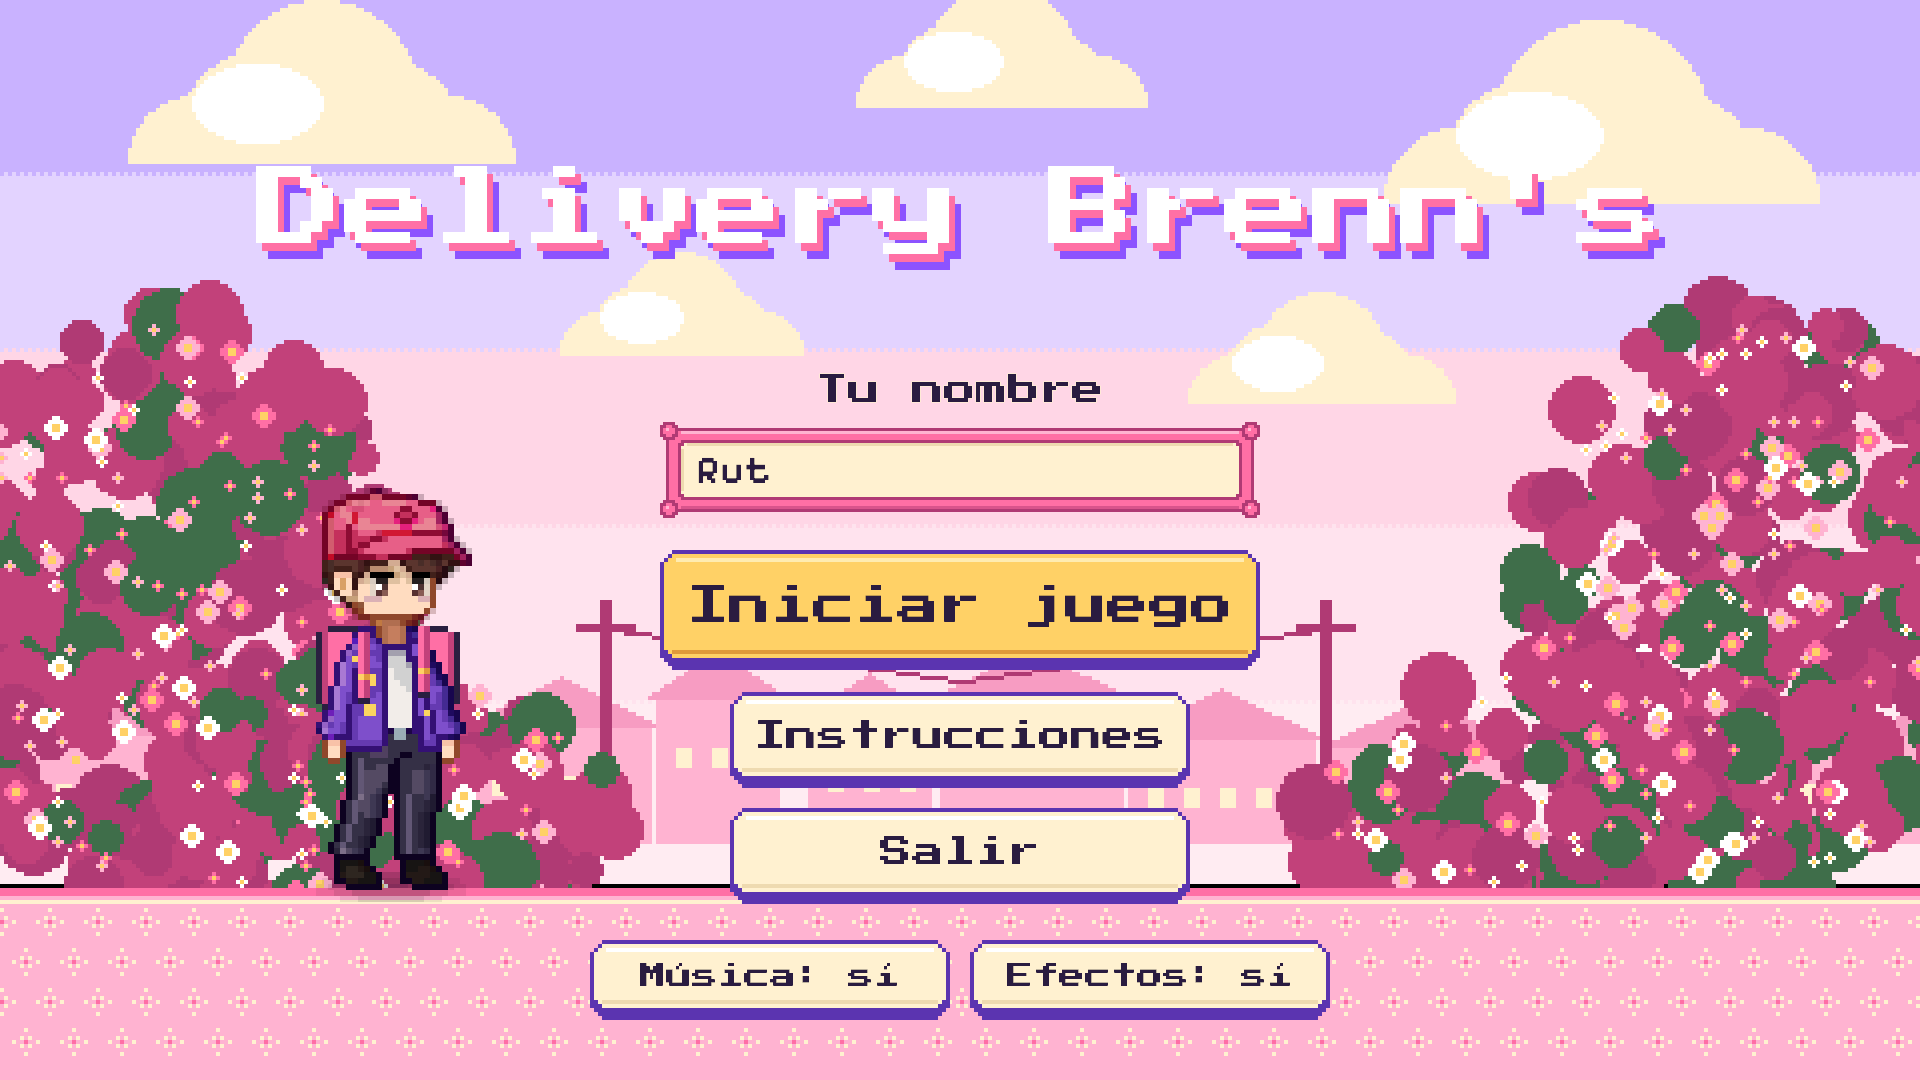 Delivery Brenn's
Tu nombre
Rut
Iniciar juego
Instrucciones
Salir
Música: sí
Efectos: sí